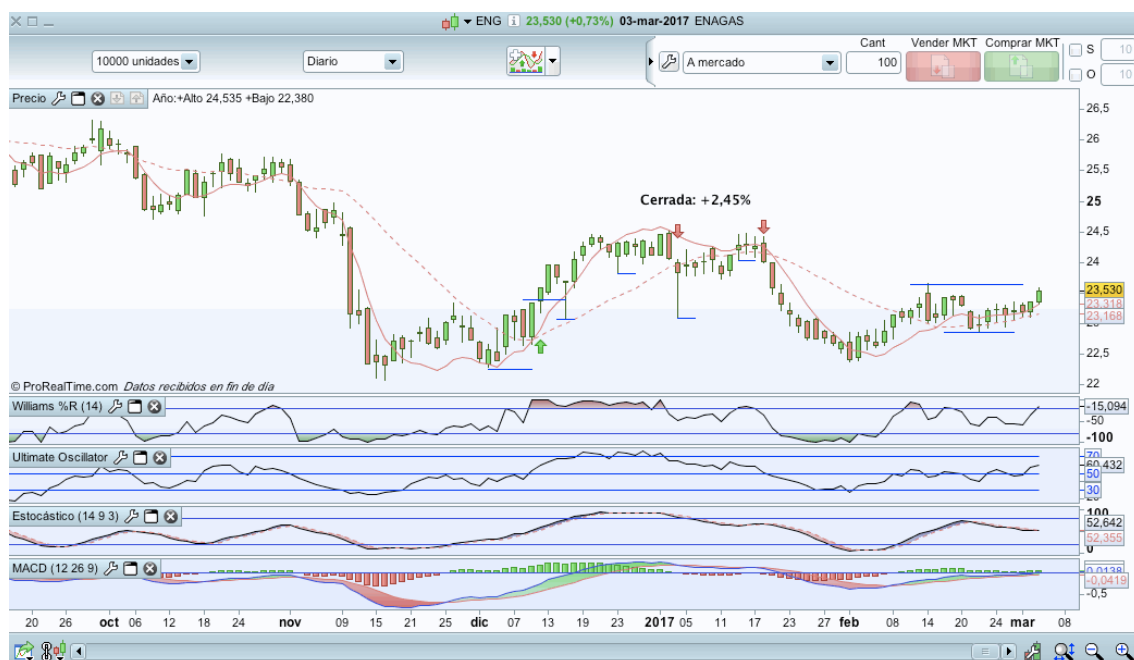 ENG 23,530 (+0,73%) 03-mar-2017 ENAGAS
10000 unidades
Diario
A mercado
Cant
100
Vender MKT
Comprar MKT
S
10
O
10
Precio
Año:+Alto 24,535 +Bajo 22,380
26,5
26
25,5
25
24,5
24
23,530
23,318
23,168
23
22,5
22
Cerrada: +2,45%
© ProRealTime.com Datos recibidos en fin de día
Williams %R (14)
-15,094
-50
-100
Ultimate Oscillator
70
60,432
50
30
Estocástico (14 9 3)
100
52,642
52,355
0
MACD (12 26 9)
0,0138
-0,0419
-0,5
20 26 oct 06 12 18 24 nov 09 15 21 25 dic 07 13 19 23 2017 05 11 17 23 27 feb 08 14 20 24 mar 08